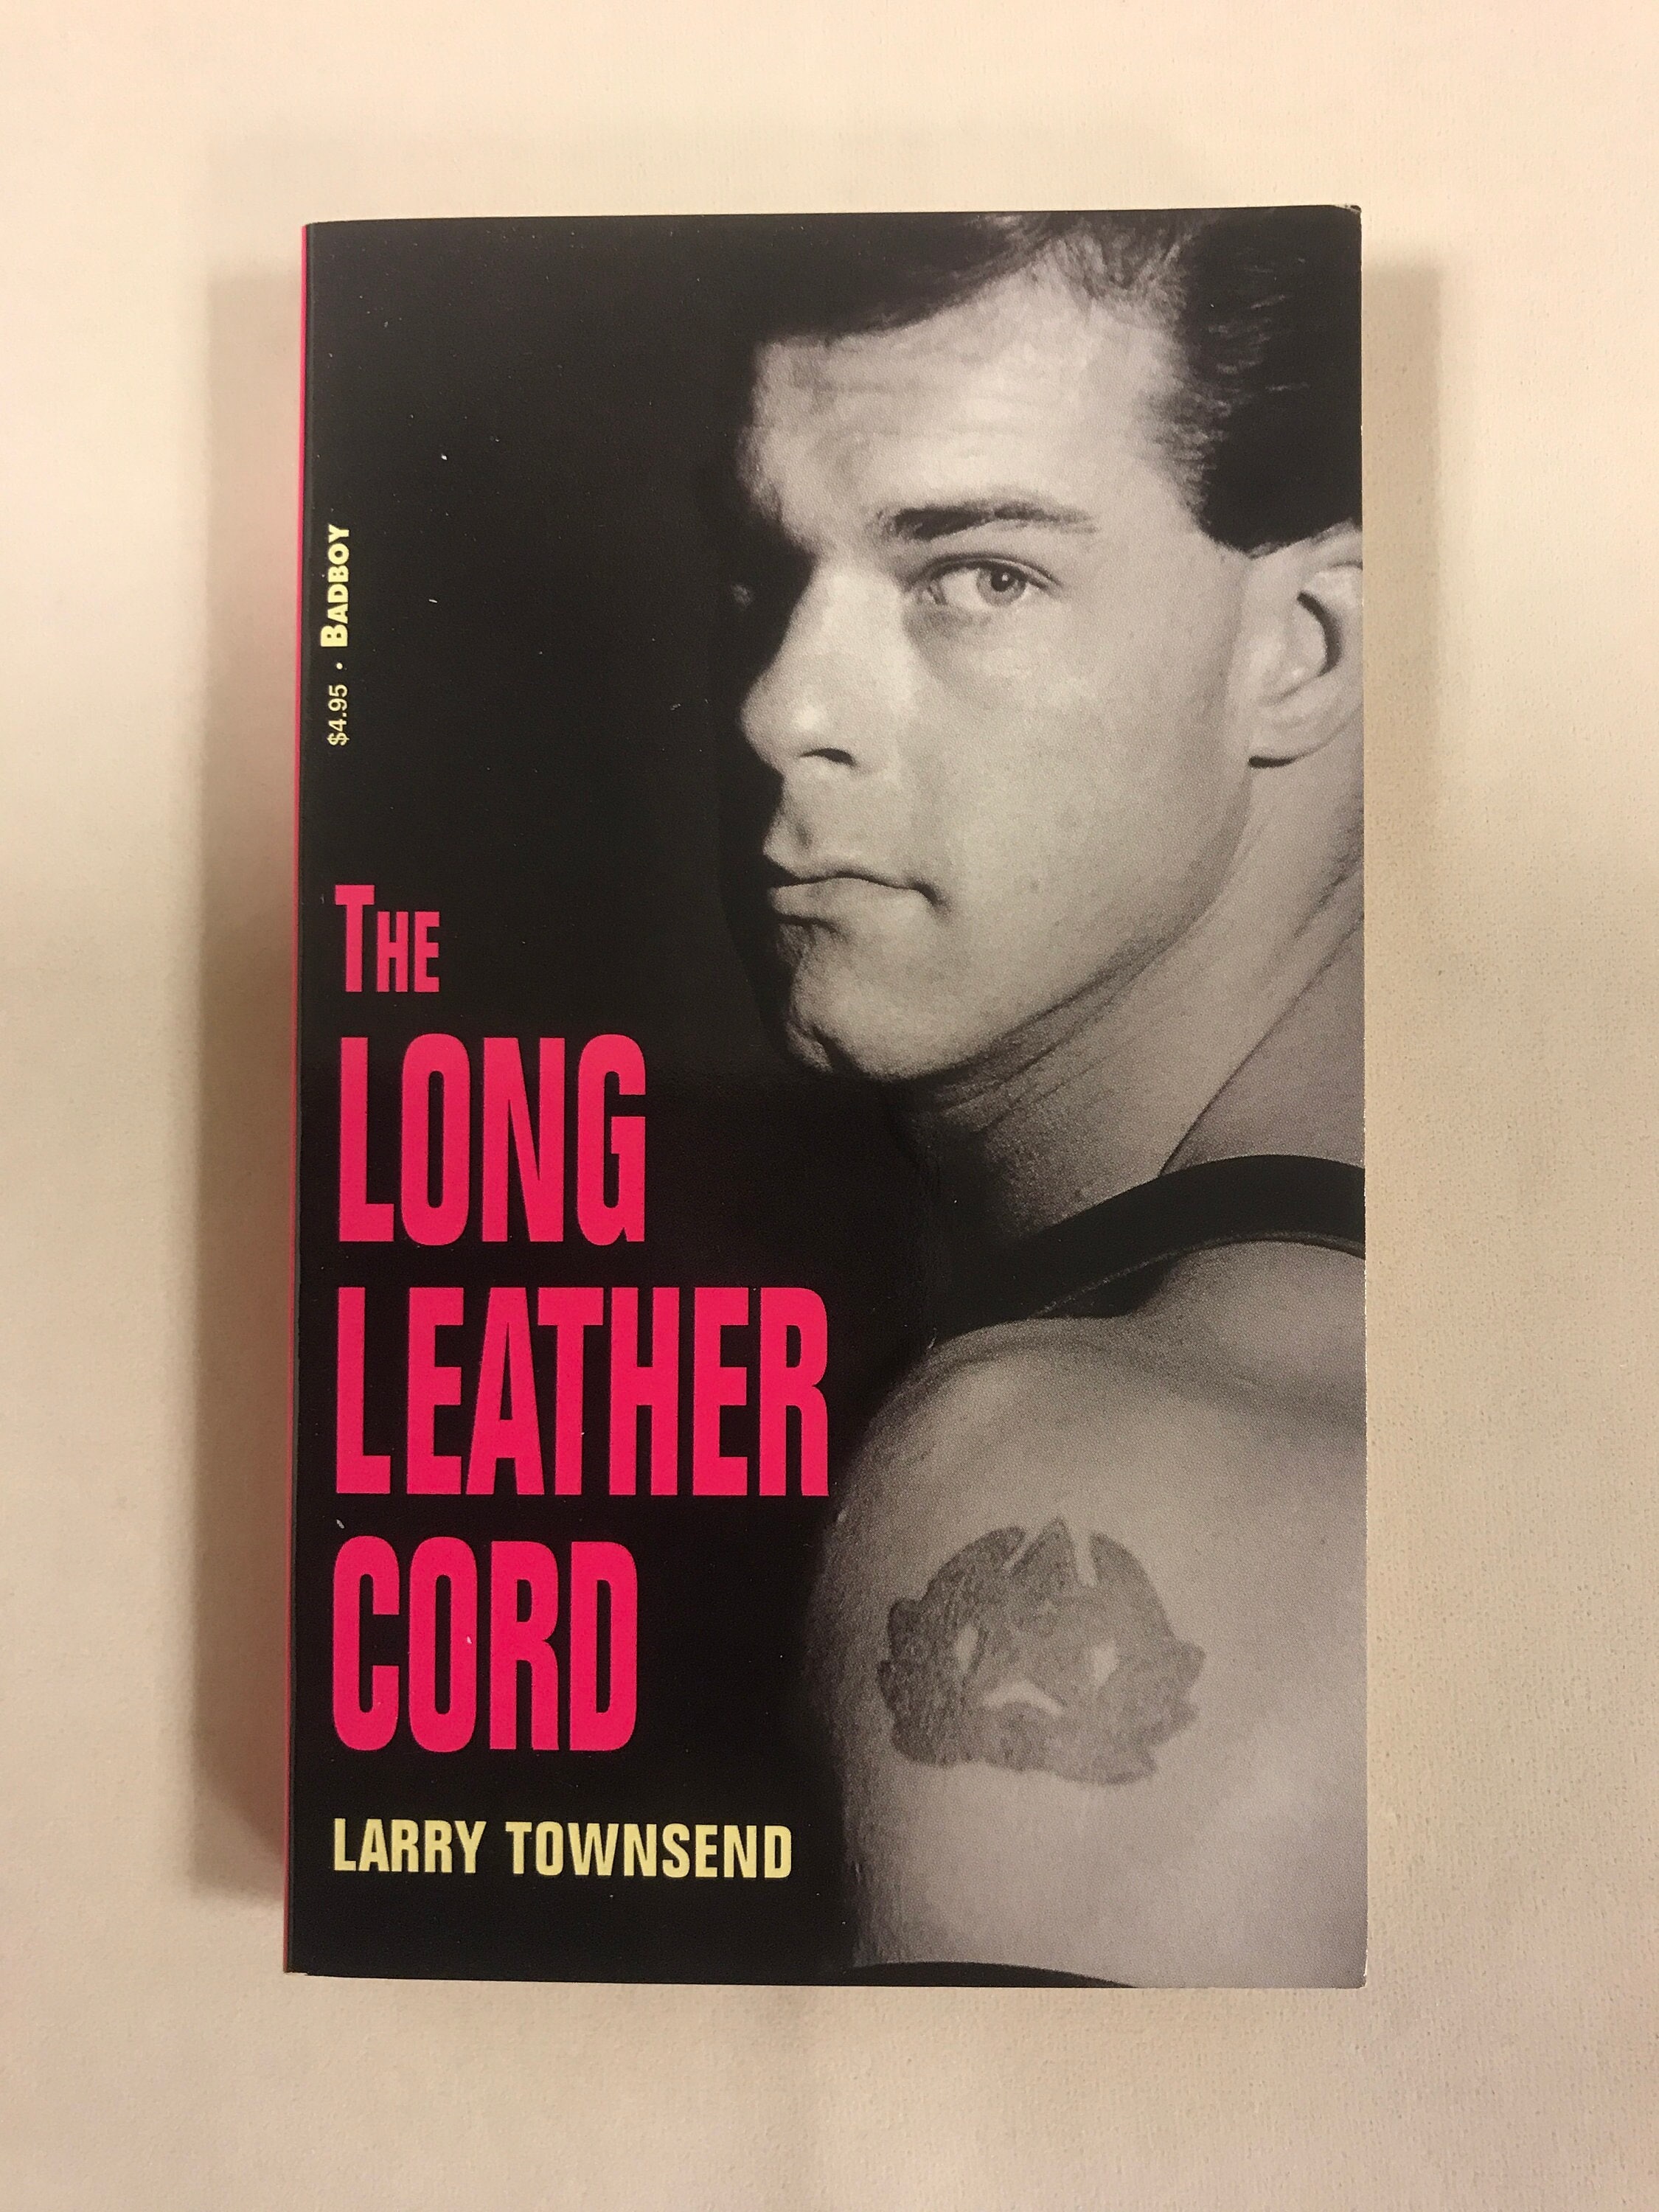 $4.95 · BADBOY
THE
LONG
LEATHER
CORD
LARRY TOWNSEND